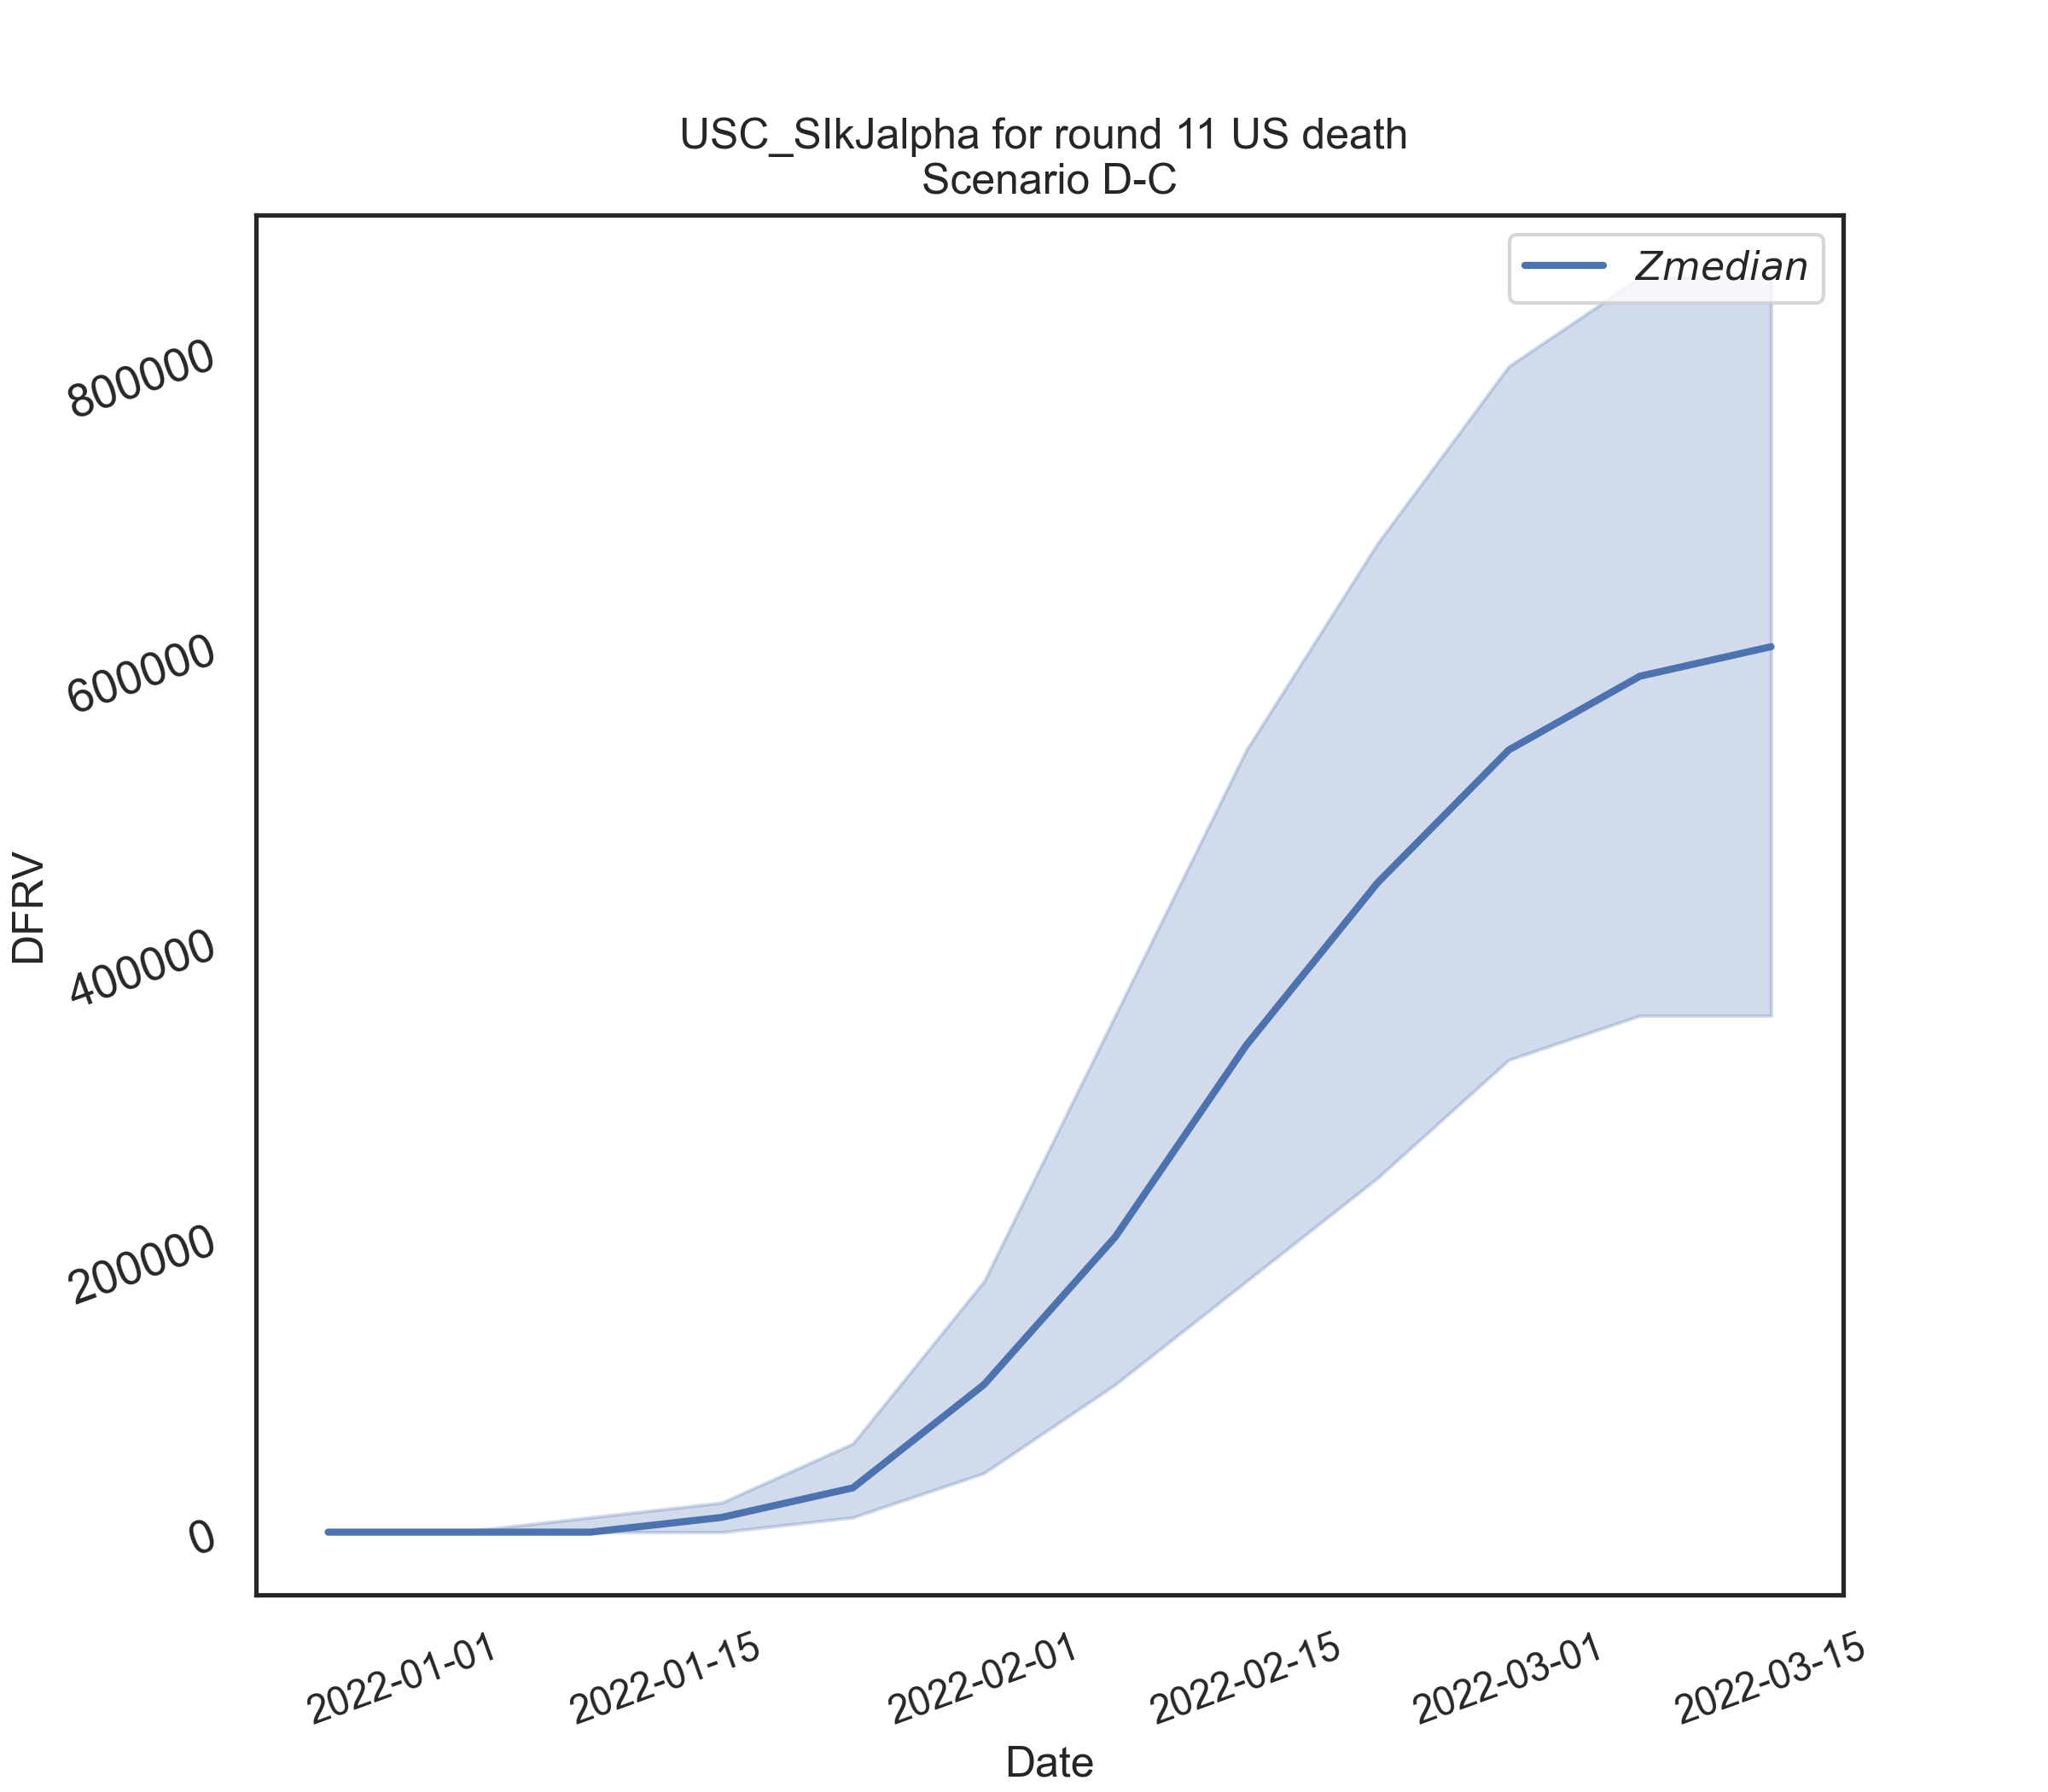 USC_SIkJalpha for round 11 US death
Scenario D-C
Zmedian
800000
600000
400000
200000
0
DFRV
2022-01-01
2022-01-15
2022-02-01
2022-02-15
2022-03-01
2022-03-15
Date